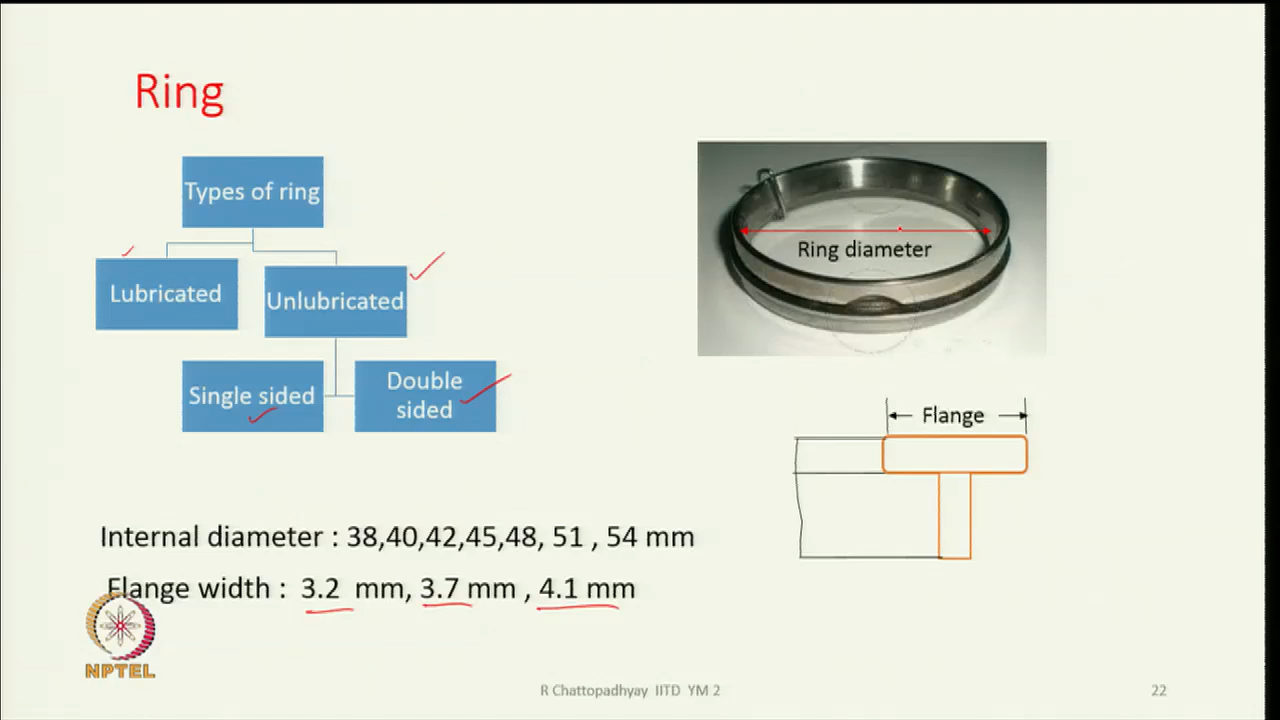 Ring
Types of ring
Lubricated
Unlubricated
Single sided
Double
sided
Ring diameter
Flange
Internal diameter : 38,40,42,45,48, 51 , 54 mm
Flange width : 3.2 mm, 3.7 mm , 4.1 mm
NPTEL
R Chattopadhyay IITD YM 2
22